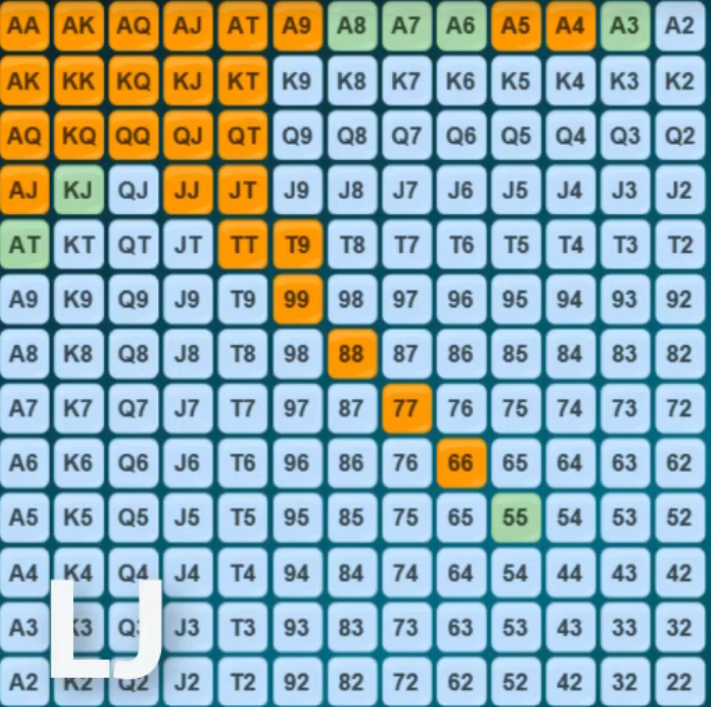 AA AK AQ AJ AT A9 A8 A7 A6 A5 A4 A3 A2
AK KK KQ KJ KT K9 K8 K7 K6 K5 K4 K3 K2
AQ KQ QQ QJ QT Q9 Q8 Q7 Q6 Q5 Q4 Q3 Q2
AJ KJ QJ JJ JT J9 J8 J7 J6 J5 J4 J3 J2
AT KT QT JT TT T9 T8 T7 T6 T5 T4 T3 T2
A9 K9 Q9 J9 T9 99 98 97 96 95 94 93 92
A8 K8 Q8 J8 T8 98 88 87 86 85 84 83 82
A7 K7 Q7 J7 T7 97 87 77 76 75 74 73 72
A6 K6 Q6 J6 T6 96 86 76 66 65 64 63 62
A5 K5 Q5 J5 T5 95 85 75 65 55 54 53 52
A4 K4 Q4 J4 T4 94 84 74 64 54 44 43 42
A3 K3 Q3 J3 T3 93 83 73 63 53 43 33 32
A2 K2 Q2 J2 T2 92 82 72 62 52 42 32 22
LJ